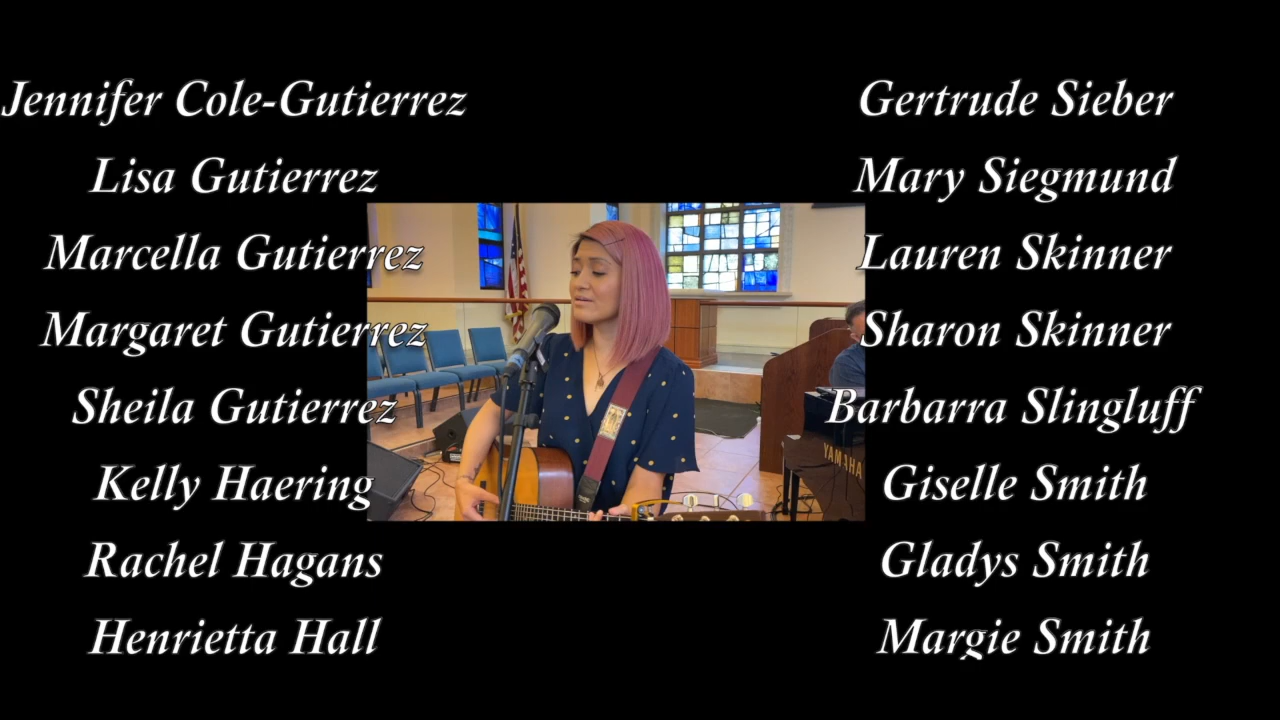 Jennifer Cole-Gutierrez
Lisa Gutierrez
Marcella Gutierrez
Margaret Gutierrez
Sheila Gutierrez
Kelly Haering
Rachel Hagans
Henrietta Hall
Gertrude Sieber
Mary Siegmund
Lauren Skinner
Sharon Skinner
Barbarra Slingluff
Giselle Smith
Gladys Smith
Margie Smith
YAMAHA